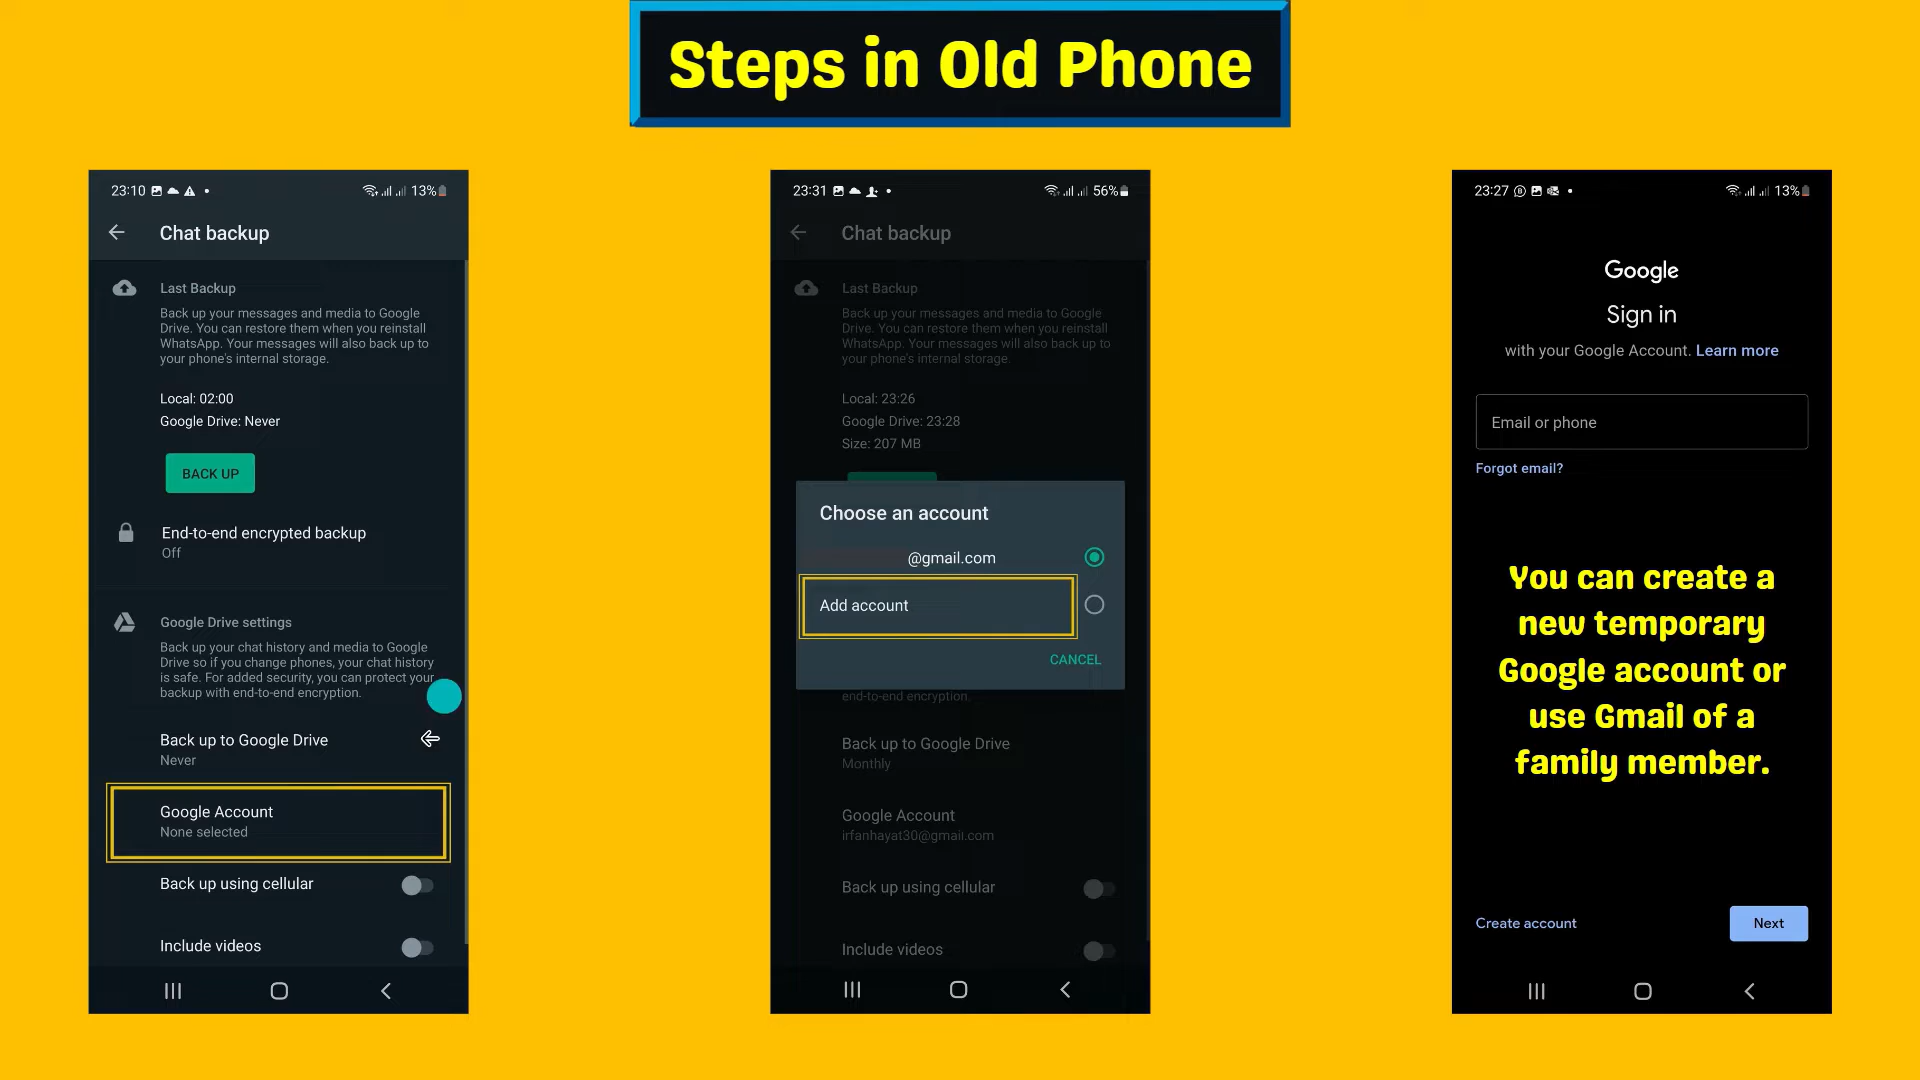 Steps in Old Phone
23:10
13%
Chat backup
Last Backup
Back up your messages and media to Google
Drive. You can restore them when you reinstall
WhatsApp. Your messages will also back up to
your phone's internal storage.
Local: 02:00
Google Drive: Never
BACK UP
End-to-end encrypted backup
Off
Google Drive settings
Back up your chat history and media to Google
Drive so if you change phones, your chat history
is safe. For added security, you can protect your
backup with end-to-end encryption.
Back up to Google Drive
Never
Google Account
None selected
Back up using cellular
Include videos
23:31
56%
Chat backup
Last Backup
Back up your messages and media to Google
Drive. You can restore them when you reinstall
WhatsApp. Your messages will also back up to
your phone's internal storage.
Local: 23:26
Google Drive: 23:28
Size: 207 MB
Choose an account
@gmail.com
Add account
CANCEL
end-to-end encryption.
Back up to Google Drive
Monthly
Google Account
irfanhayat30@gmail.com
Back up using cellular
Include videos
23:27
13%
Google
Sign in
with your Google Account. Learn more
Email or phone
Forgot email?
You can create a
new temporary
Google account or
use Gmail of a
family member.
Create account
Next